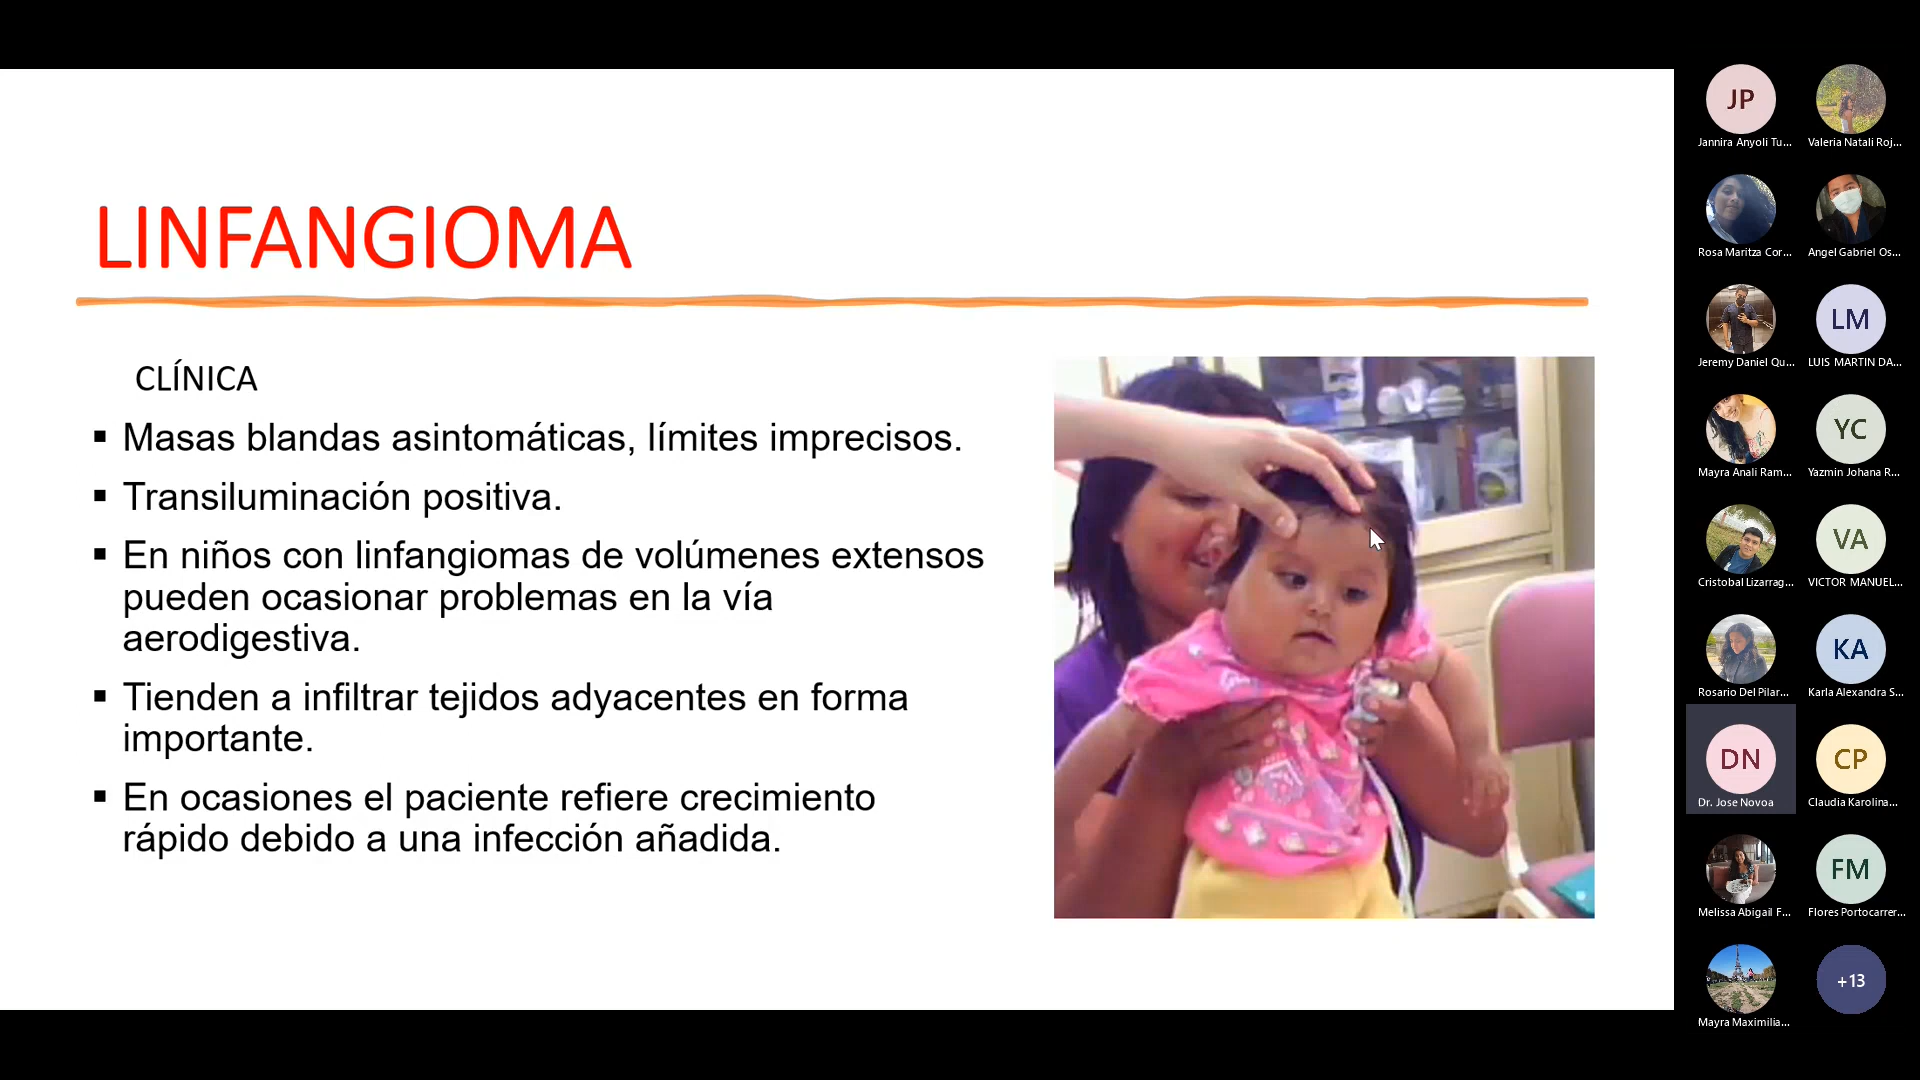 LINFANGIOMA
CLÍNICA
▪ Masas blandas asintomáticas, límites imprecisos.
▪ Transiluminación positiva.
▪ En niños con linfangiomas de volúmenes extensos
pueden ocasionar problemas en la vía
aerodigestiva.
▪ Tienden a infiltrar tejidos adyacentes en forma
importante.
▪ En ocasiones el paciente refiere crecimiento
rápido debido a una infección añadida.
JP
Jannira Anyoli Tu...
Valeria Natali Roj...
Rosa Maritza Cor...
Angel Gabriel Os...
Jeremy Daniel Qu...
LM
LUIS MARTIN DA...
Mayra Anali Ram...
YC
Yazmin Johana R...
Cristobal Lizarrag...
VA
VICTOR MANUEL...
Rosario Del Pilar...
KA
Karla Alexandra S...
DN
Dr. Jose Novoa
CP
Claudia Karolina...
Melissa Abigail F...
FM
Flores Portocarrer...
Mayra Maximilia...
+13